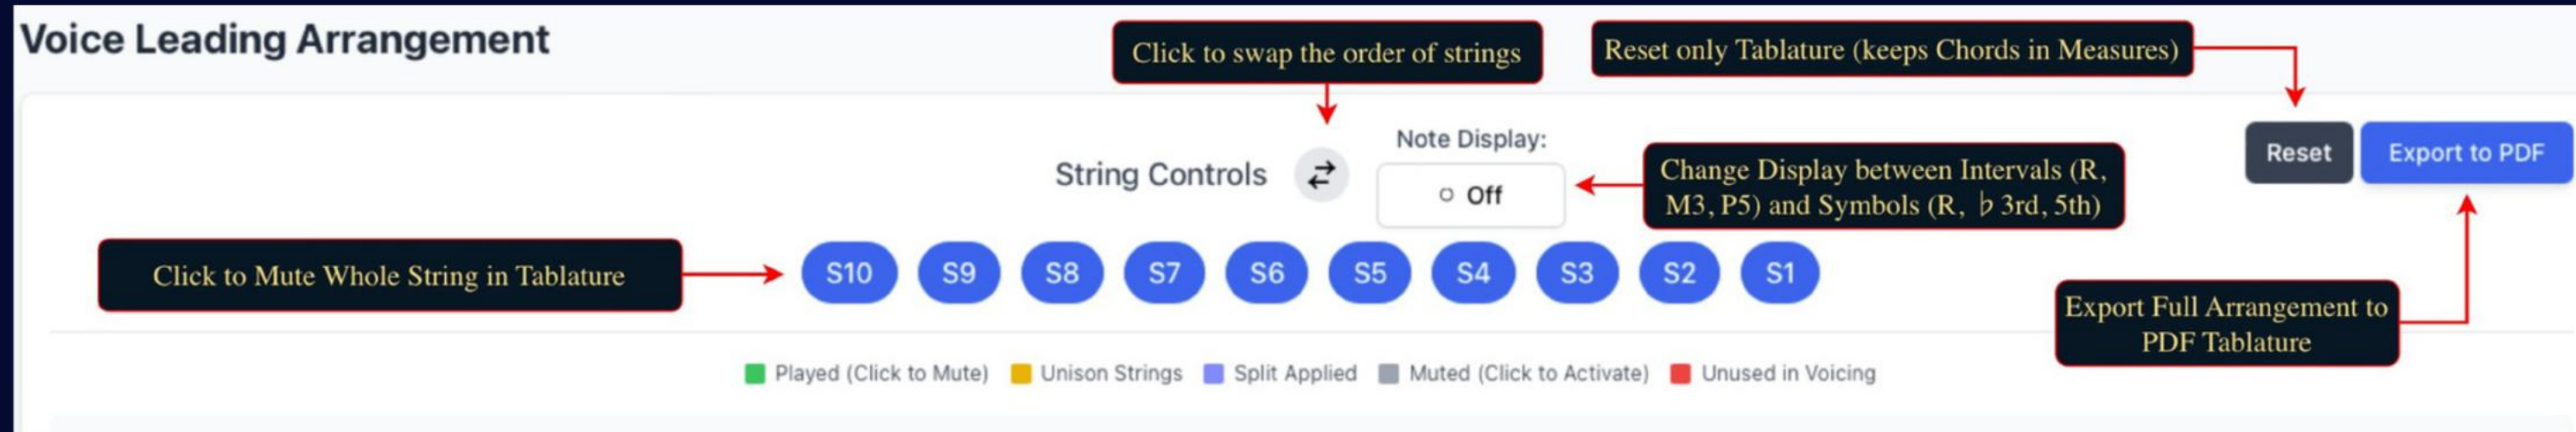 Voice Leading Arrangement
Click to swap the order of strings
Reset only Tablature (keeps Chords in Measures)
Note Display:
String Controls
Off
Change Display between Intervals (R,
M3, P5) and Symbols (R, ♭3rd, 5th)
Reset
Export to PDF
Click to Mute Whole String in Tablature
S10 S9 S8 S7 S6 S5 S4 S3 S2 S1
Export Full Arrangement to
PDF Tablature
Played (Click to Mute) Unison Strings Split Applied Muted (Click to Activate) Unused in Voicing